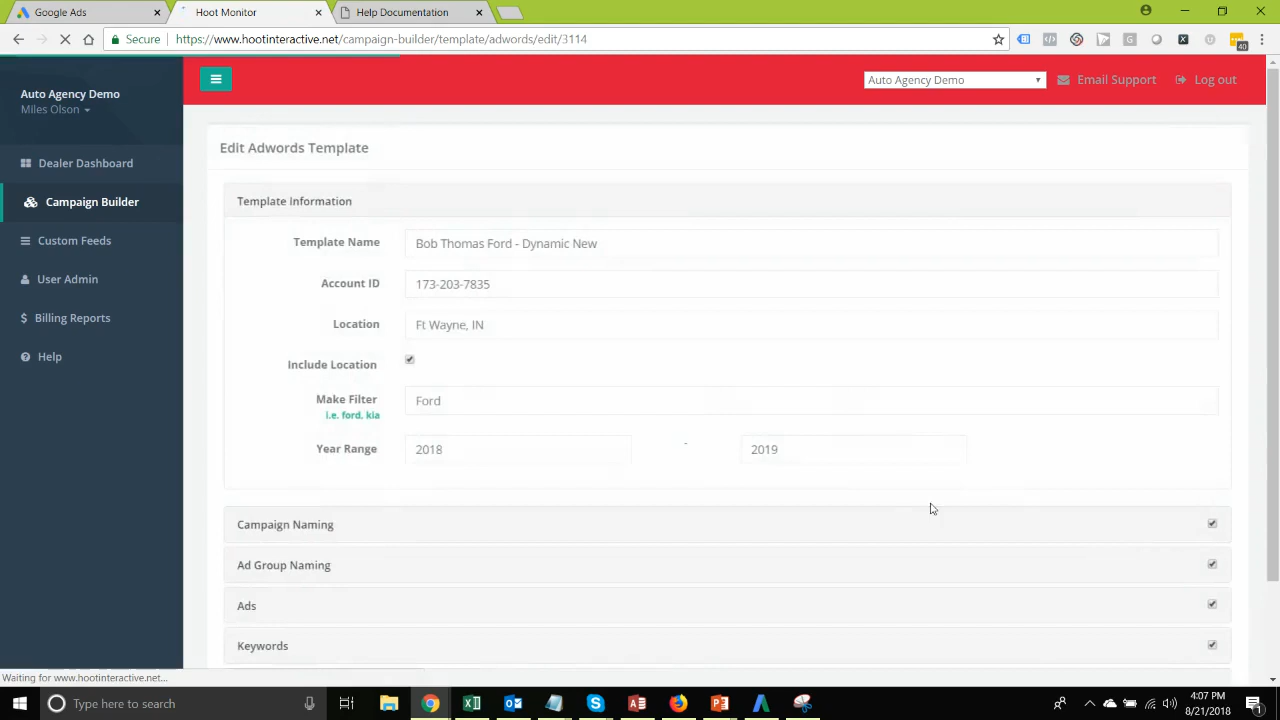 Google Ads
Hoot Monitor
Help Documentation
Secure
https://www.hootinteractive.net/campaign-builder/template/adwords/edit/3114
40
Auto Agency Demo
Miles Olson
Auto Agency Demo
Email Support
Log out
Dealer Dashboard
Campaign Builder
Custom Feeds
User Admin
$ Billing Reports
Help
Edit Adwords Template
Template Information
Template Name
Bob Thomas Ford - Dynamic New
Account ID
173-203-7835
Location
Ft Wayne, IN
Include Location
Make Filter
i.e. ford, kia
Ford
Year Range
2018
-
2019
Campaign Naming
Ad Group Naming
Ads
Keywords
Waiting for www.hootinteractive.net...
Type here to search
4:07 PM
8/21/2018